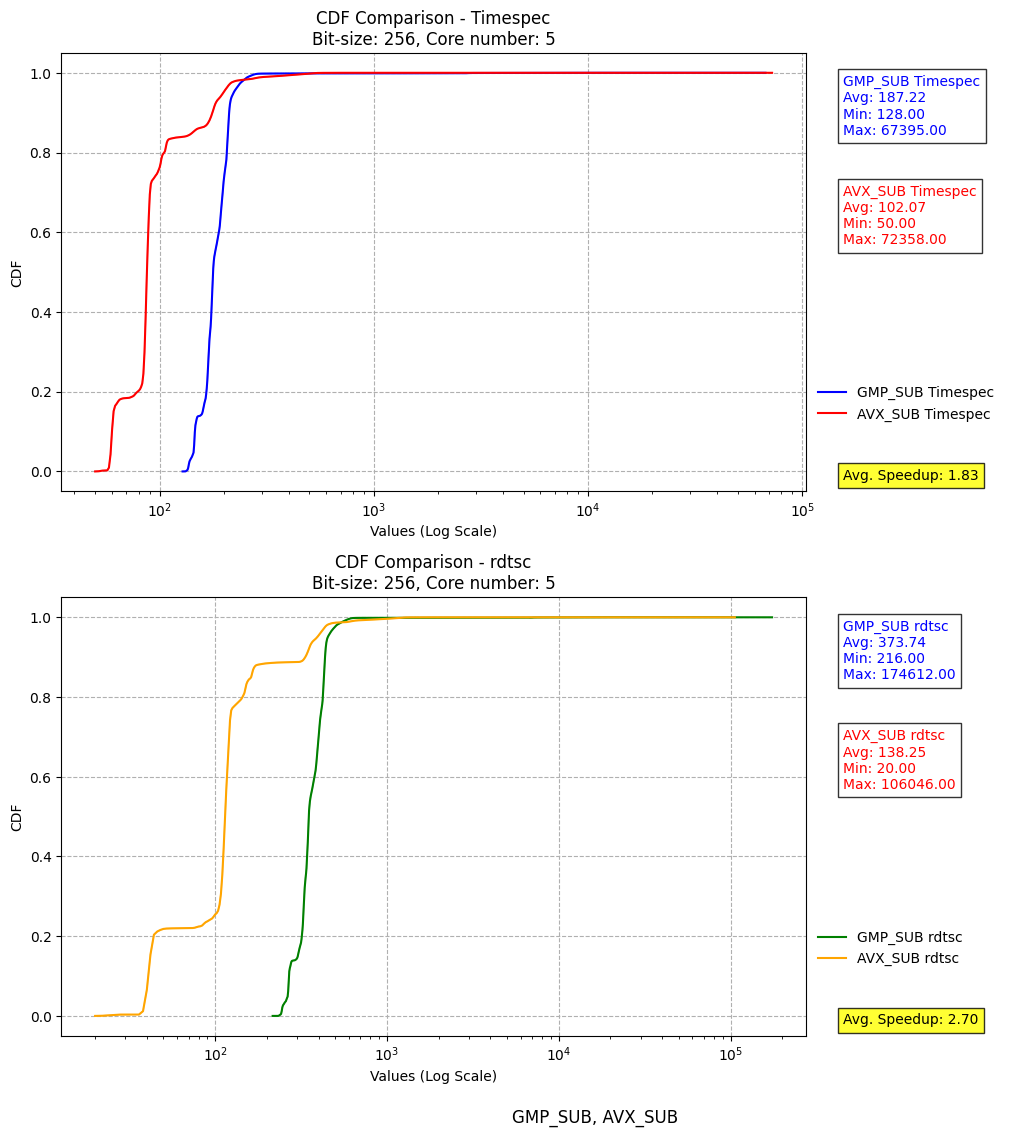 CDF Comparison - Timespec
Bit-size: 256, Core number: 5
CDF
1.0
0.8
0.6
0.4
0.2
0.0
10²
10³
10⁴
10⁵
Values (Log Scale)
GMP_SUB Timespec
Avg: 187.22
Min: 128.00
Max: 67395.00
AVX_SUB Timespec
Avg: 102.07
Min: 50.00
Max: 72358.00
GMP_SUB Timespec
AVX_SUB Timespec
Avg. Speedup: 1.83
CDF Comparison - rdtsc
Bit-size: 256, Core number: 5
CDF
1.0
0.8
0.6
0.4
0.2
0.0
10²
10³
10⁴
10⁵
Values (Log Scale)
GMP_SUB rdtsc
Avg: 373.74
Min: 216.00
Max: 174612.00
AVX_SUB rdtsc
Avg: 138.25
Min: 20.00
Max: 106046.00
GMP_SUB rdtsc
AVX_SUB rdtsc
Avg. Speedup: 2.70
GMP_SUB, AVX_SUB